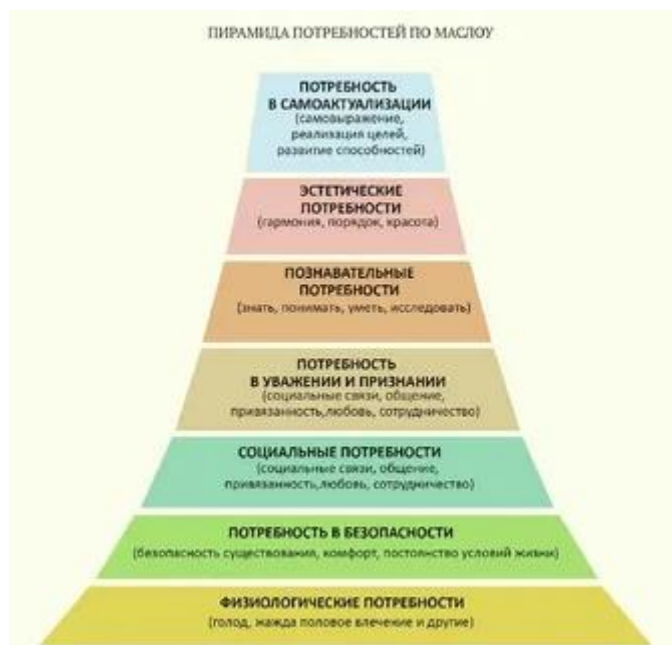 ПИРАМИДА ПОТРЕБНОСТЕЙ ПО МАСЛОУ
ПОТРЕБНОСТЬ
В САМОАКТУАЛИЗАЦИИ
(самовыражение,
реализация целей,
развитие способностей)
ЭСТЕТИЧЕСКИЕ
ПОТРЕБНОСТИ
(гармония, порядок, красота)
ПОЗНАВАТЕЛЬНЫЕ
ПОТРЕБНОСТИ
(знать, понимать, уметь, исследовать)
ПОТРЕБНОСТЬ
В УВАЖЕНИИ И ПРИЗНАНИИ
(социальные связи, общение,
привязанность,любовь, сотрудничество)
СОЦИАЛЬНЫЕ ПОТРЕБНОСТИ
(социальные связи, общение,
привязанность,любовь, сотрудничество)
ПОТРЕБНОСТЬ В БЕЗОПАСНОСТИ
(безопасность существования, комфорт, постоянство условий жизни)
ФИЗИОЛОГИЧЕСКИЕ ПОТРЕБНОСТИ
(голод, жажда половое влечение и другие)